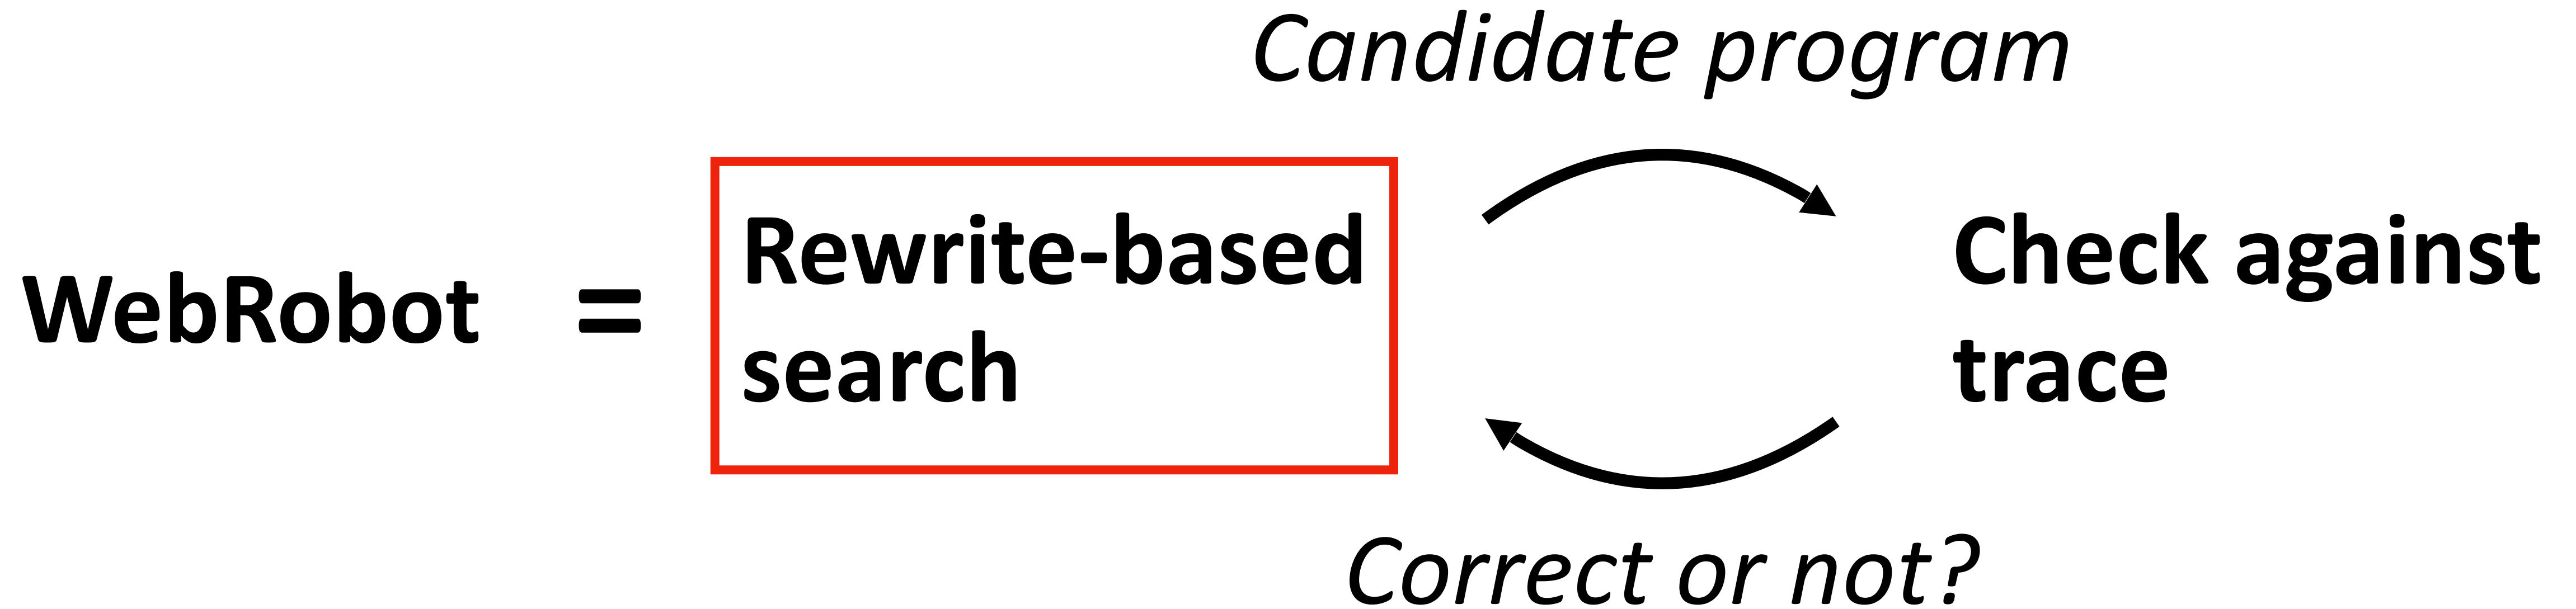 Candidate program
WebRobot = Rewrite-based
search
Check against
trace
Correct or not?